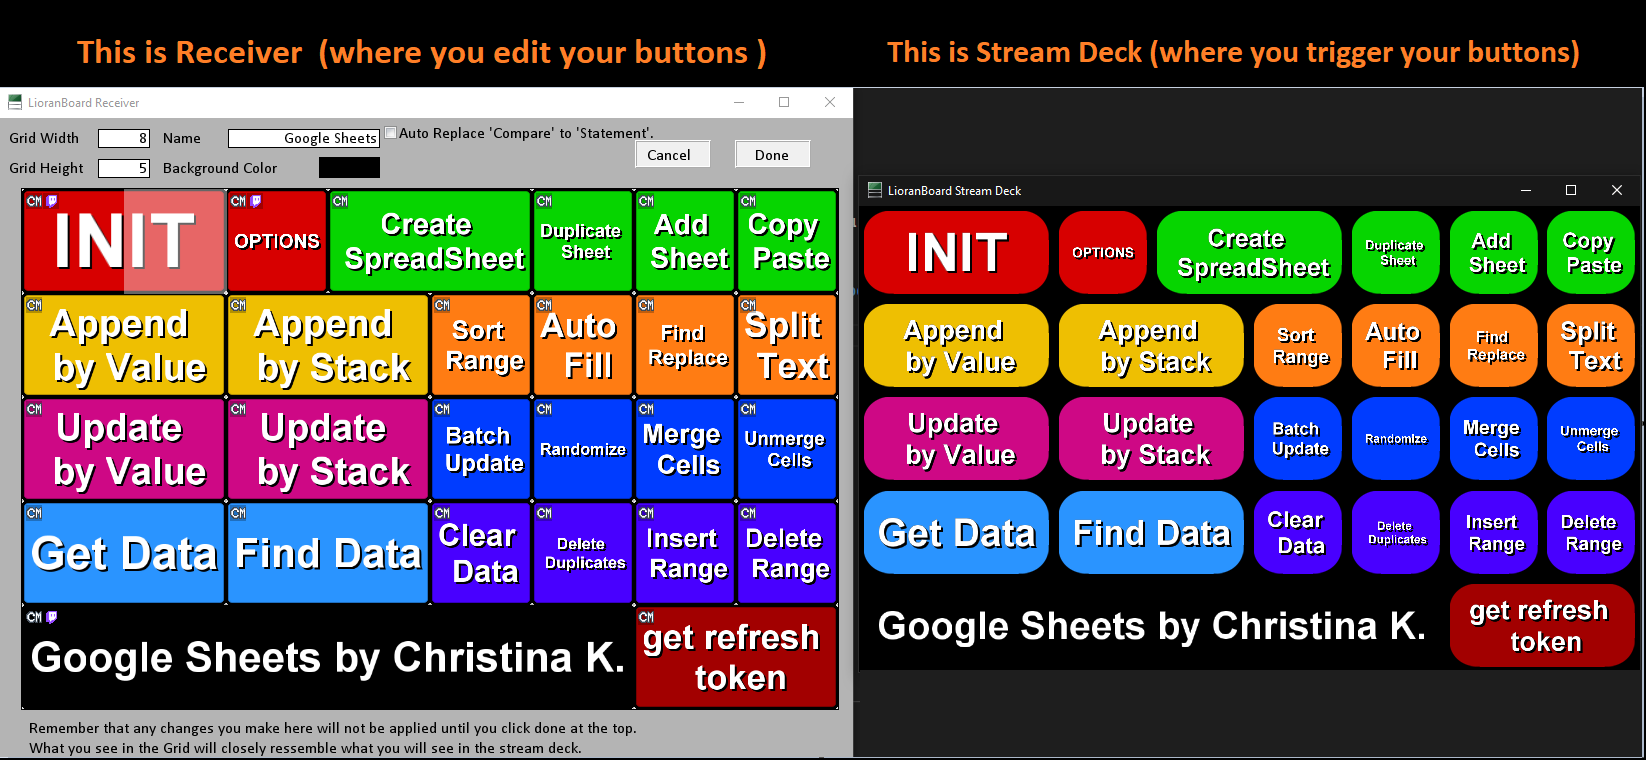 This is Receiver  (where you edit your buttons )
This is Stream Deck (where you trigger your buttons)
LioranBoard Receiver
Grid Width 8 Name Google Sheets Auto Replace 'Compare' to 'Statement'.
Cancel Done
Grid Height 5 Background Color
CM CM CM CM CM CM
INIT
OPTIONS
Create
SpreadSheet
Duplicate
Sheet
Add
Sheet
Copy
Paste
CM CM CM CM CM CM
Append
by Value
Append
by Stack
Sort
Range
Auto
Fill
Find
Replace
Split
Text
CM CM CM CM CM CM
Update
by Value
Update
by Stack
Batch
Update
Randomize
Merge
Cells
Unmerge
Cells
CM CM CM CM CM CM
Get Data
Find Data
Clear
Data
Delete
Duplicates
Insert
Range
Delete
Range
CM CM
Google Sheets by Christina K.
get refresh
token
Remember that any changes you make here will not be applied until you click done at the top.
What you see in the Grid will closely ressemble what you will see in the stream deck.
LioranBoard Stream Deck
INIT
OPTIONS
Create
SpreadSheet
Duplicate
Sheet
Add
Sheet
Copy
Paste
Append
by Value
Append
by Stack
Sort
Range
Auto
Fill
Find
Replace
Split
Text
Update
by Value
Update
by Stack
Batch
Update
Randomize
Merge
Cells
Unmerge
Cells
Get Data
Find Data
Clear
Data
Delete
Duplicates
Insert
Range
Delete
Range
Google Sheets by Christina K.
get refresh
token